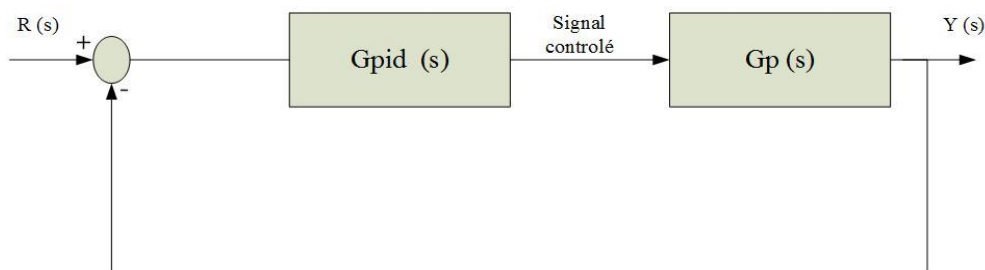 R (s)
+
-
Gpid (s)
Signal
controlé
Gp (s)
Y (s)